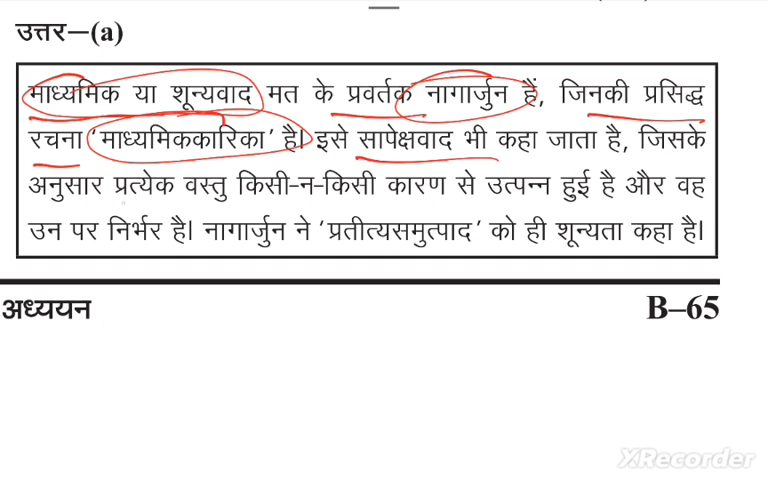 उत्तर–(a)
माध्यमिक या शून्यवाद मत के प्रवर्तक नागार्जुन हैं, जिनकी प्रसिद्ध
रचना 'माध्यमिककारिका' है। इसे सापेक्षवाद भी कहा जाता है, जिसके
अनुसार प्रत्येक वस्तु किसी-न-किसी कारण से उत्पन्न हुई है और वह
उन पर निर्भर है। नागार्जुन ने 'प्रतीत्यसमुत्पाद' को ही शून्यता कहा है।
अध्ययन B–65
XRecorder